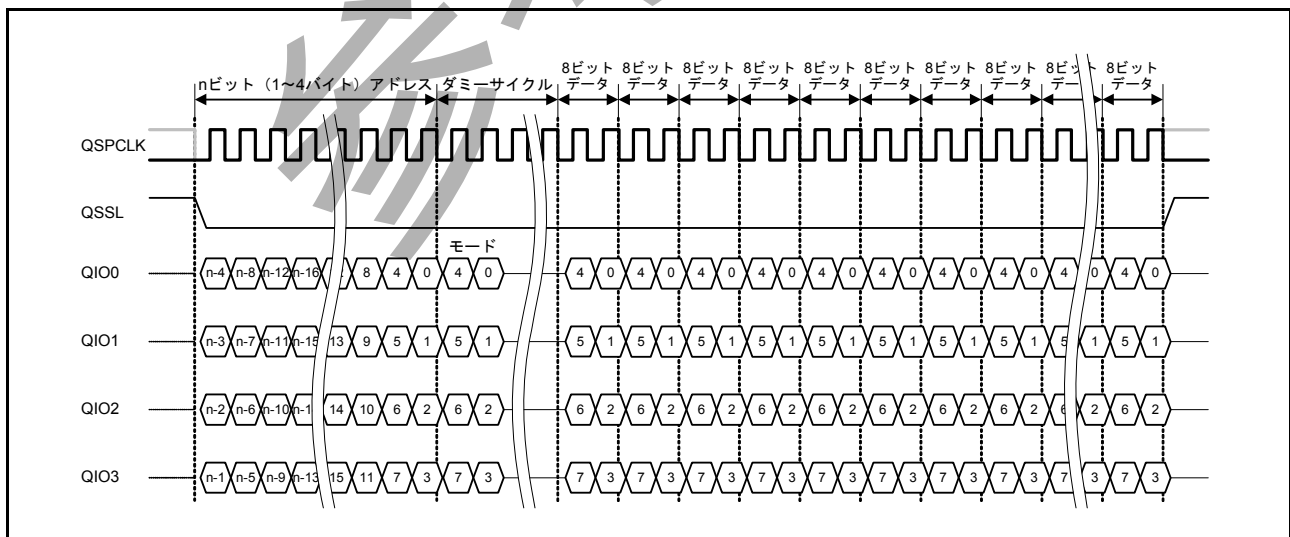 8ビット 8ビット 8ビット 8ビット 8ビット 8ビット 8ビット 8ビット 8ビット 8ビット
nビット（1～4バイト）アドレス ダミーサイクル データ データ データ データ データ データ データ データ データ データ
QSPCLK
QSSL
モード
QIO0 n-4 n-8 n-12 n-16 8 4 0 4 0 4 0 4 0 4 0 4 0 4 0 4 0 4 0 4 0 4 0 4 0
QIO1 n-3 n-7 n-11 n-15 13 9 5 1 5 1 5 1 5 1 5 1 5 1 5 1 5 1 5 1 5 1 5 1 5 1
QIO2 n-2 n-6 n-10 14 10 6 2 6 2 6 2 6 2 6 2 6 2 6 2 6 2 6 2 6 2 6 2 6 2
QIO3 n-1 n-5 n-9 n-13 15 11 7 3 7 3 7 3 7 3 7 3 7 3 7 3 7 3 7 3 7 3 7 3 7 3